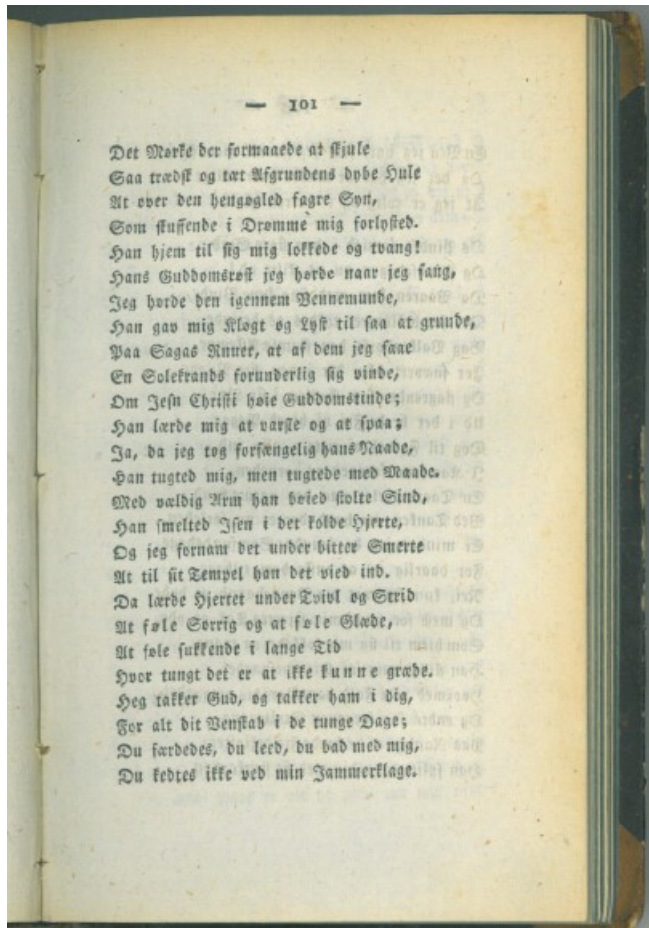 — 101 —
Det Mørke der formaaede at skjule
Saa trædsk og tæt Afgrundens dybe Hule
At over den hengøgled fagre Syn,
Som skuffende i Drømme mig forlysted.
Han hjem til sig mig lokkede og tvang!
Hans Guddomsrøst jeg hørde naar jeg sang,
Jeg hørde den igennem Vennemunde,
Han gav mig Kløgt og Lyst til saa at grunde,
Paa Sagas Runer, at af dem jeg saae
En Solekrands forunderlig sig vinde,
Om Jesu Christi høie Guddomstinde;
Han lærde mig at varsle og at spaa;
Ja, da jeg tog forfængelig hans Naade,
Han tugted mig, men tugtede med Maade.
Med vældig Arm han bøied stolte Sind,
Han smelted Isen i det kolde Hjerte,
Og jeg fornam det under bitter Smerte
At til sit Tempel han det vied ind.
Da lærde Hjertet under Tvivl og Strid
At føle Sorrig og at føle Glæde,
At føle sukkende i lange Tid
Hvor tungt det er at ikke kunne græde.
Heg takker Gud, og takker ham i dig,
For alt dit Venskab i de tunge Dage;
Du færdedes, du leed, du bad med mig,
Du kedtes ikke ved min Jammerklage.